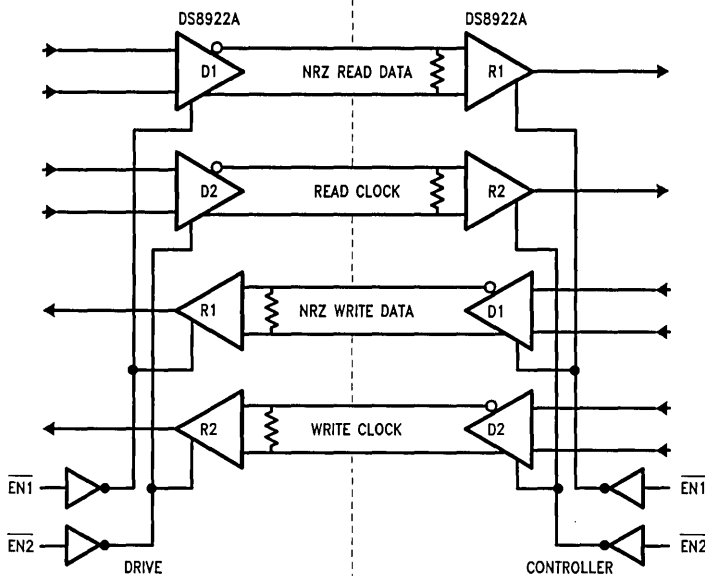 DS8922A DS8922A
D1 NRZ READ DATA R1
D2 READ CLOCK R2
R1 NRZ WRITE DATA D1
R2 WRITE CLOCK D2
EN1 EN1
EN2 EN2
DRIVE CONTROLLER